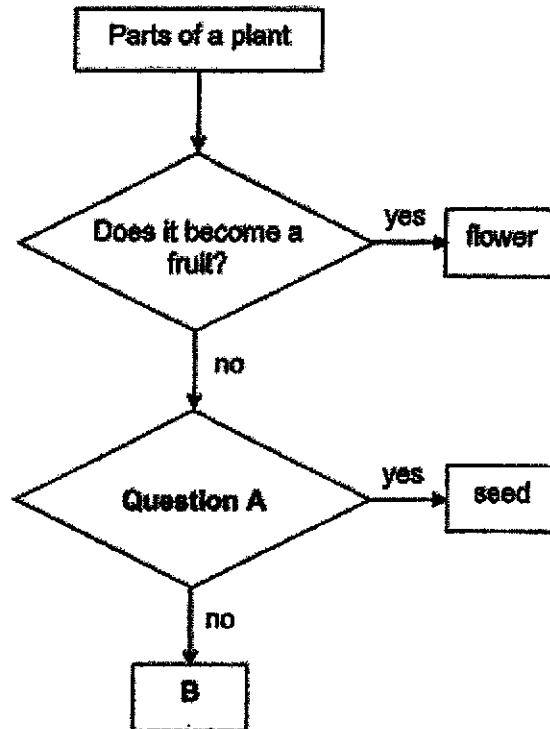 Parts of a plant
Does it become a
fruit?
yes
flower
no
Question A
yes
seed
no
B